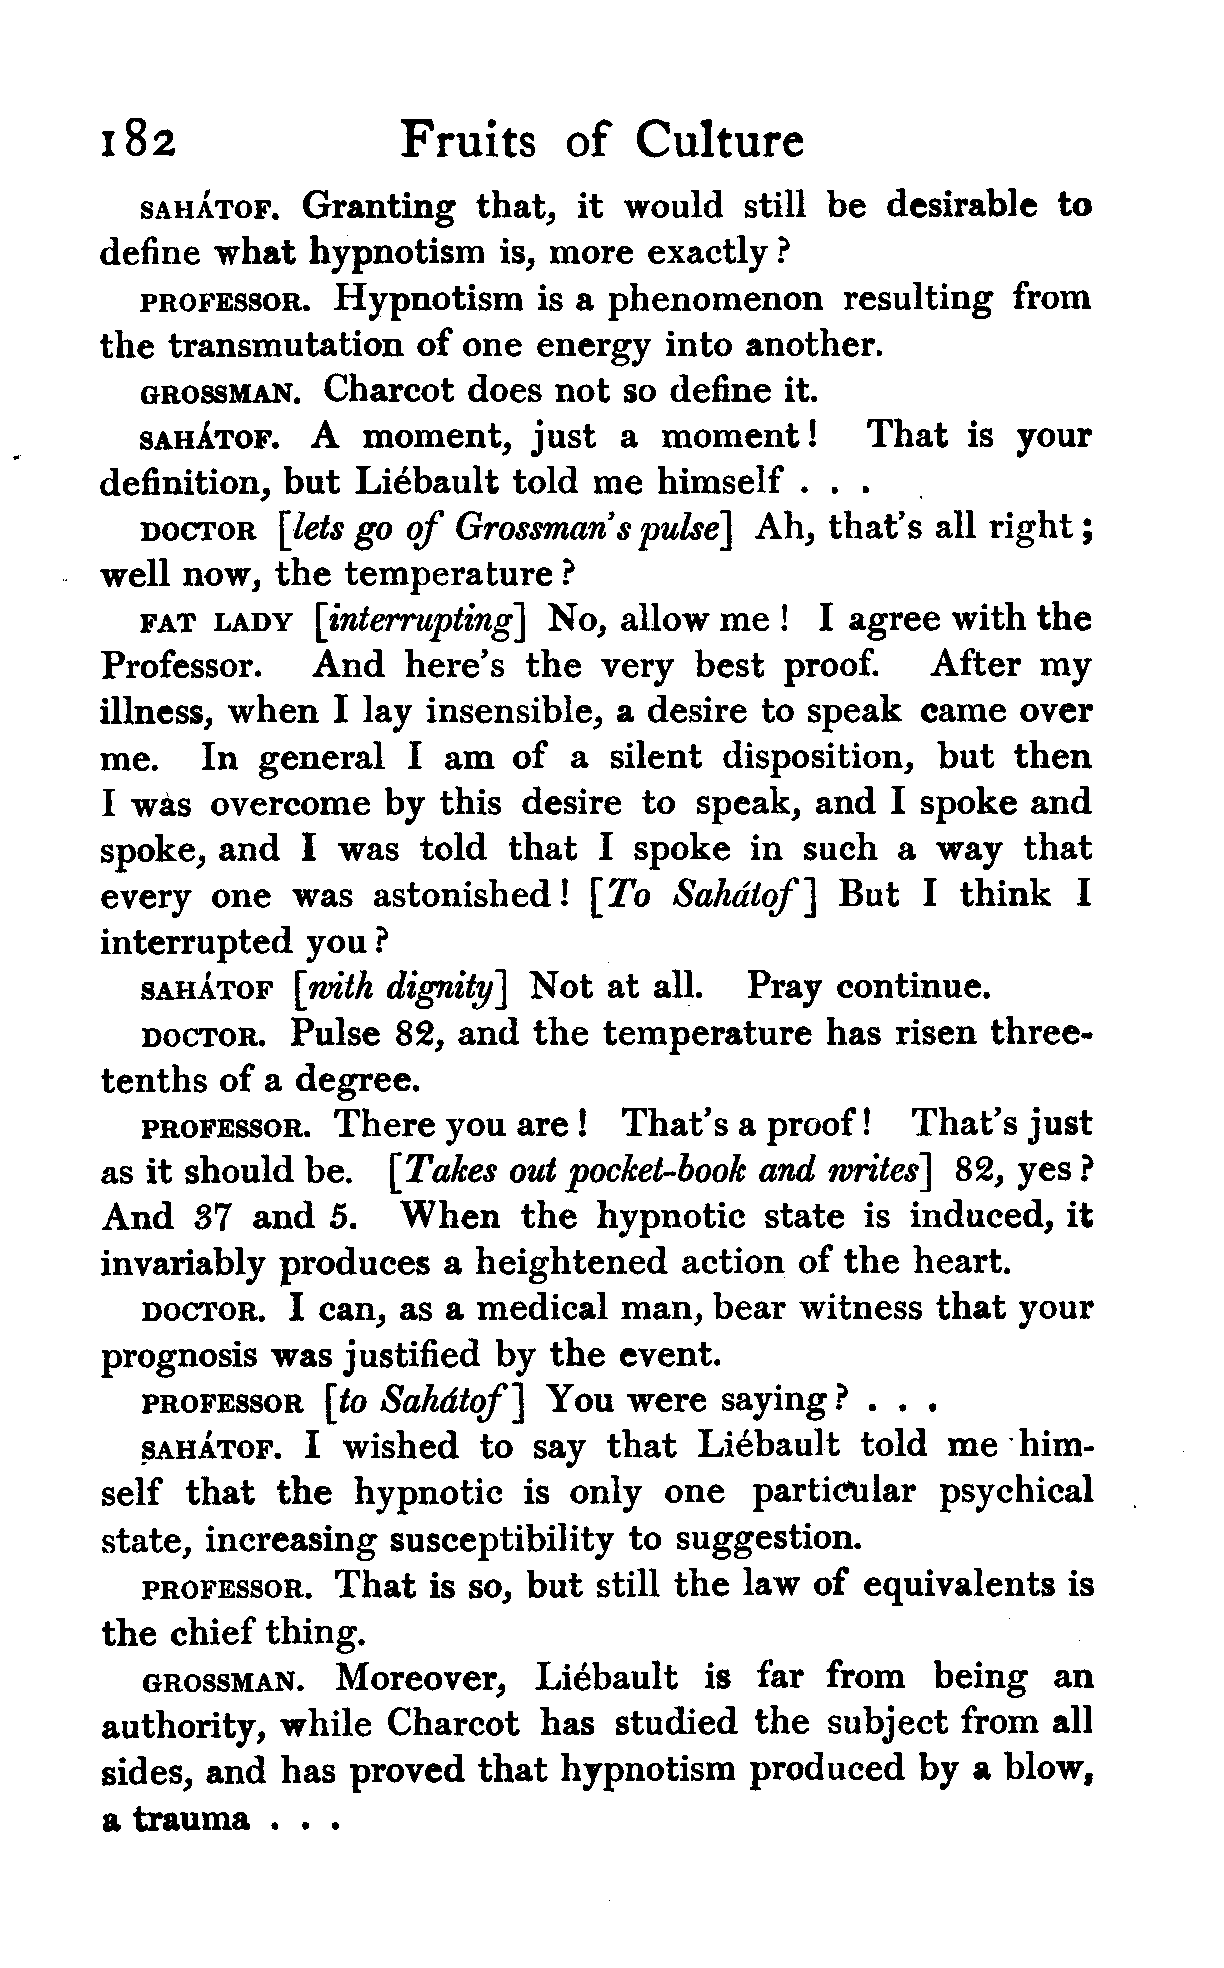 182 Fruits of Culture
SAHÁTOF. Granting that, it would still be desirable to
define what hypnotism is, more exactly?
PROFESSOR. Hypnotism is a phenomenon resulting from
the transmutation of one energy into another.
GROSSMAN. Charcot does not so define it.
SAHÁTOF. A moment, just a moment! That is your
definition, but Liébault told me himself . . .
DOCTOR [lets go of Grossman's pulse] Ah, that's all right;
well now, the temperature?
FAT LADY [interrupting] No, allow me! I agree with the
Professor. And here's the very best proof. After my
illness, when I lay insensible, a desire to speak came over
me. In general I am of a silent disposition, but then
I was overcome by this desire to speak, and I spoke and
spoke, and I was told that I spoke in such a way that
every one was astonished! [To Sahátof] But I think I
interrupted you?
SAHÁTOF [with dignity] Not at all. Pray continue.
DOCTOR. Pulse 82, and the temperature has risen three-
tenths of a degree.
PROFESSOR. There you are! That's a proof! That's just
as it should be. [Takes out pocket-book and writes] 82, yes?
And 37 and 5. When the hypnotic state is induced, it
invariably produces a heightened action of the heart.
DOCTOR. I can, as a medical man, bear witness that your
prognosis was justified by the event.
PROFESSOR [to Sahátof] You were saying? . . .
SAHÁTOF. I wished to say that Liébault told me him-
self that the hypnotic is only one particular psychical
state, increasing susceptibility to suggestion.
PROFESSOR. That is so, but still the law of equivalents is
the chief thing.
GROSSMAN. Moreover, Liébault is far from being an
authority, while Charcot has studied the subject from all
sides, and has proved that hypnotism produced by a blow,
a trauma . . .